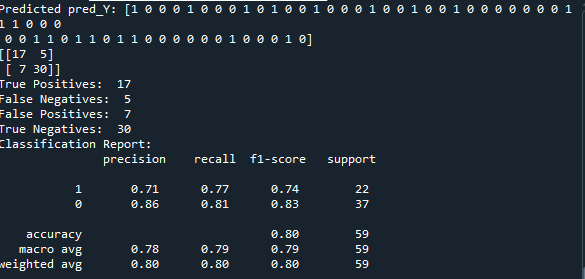 Predicted pred_Y: [1 0 0 0 1 0 0 0 1 0 1 0 0 1 0 0 0 1 0 0 0 1 0 0 1 0 0 1 0 0 0 0 0 0 0 1
1 1 0 0 0
0 0 0 1 1 0 1 1 0 1 1 0 0 0 0 0 0 1 0 0 0 1 0]
[[17 5]
[ 7 30]]
True Positives: 17
False Negatives: 5
False Positives: 7
True Negatives: 30
Classification Report:
precision recall f1-score support
1 0.71 0.77 0.74 22
0 0.86 0.81 0.83 37
accuracy 0.80 59
macro avg 0.78 0.79 0.79 59
weighted avg 0.80 0.80 0.80 59